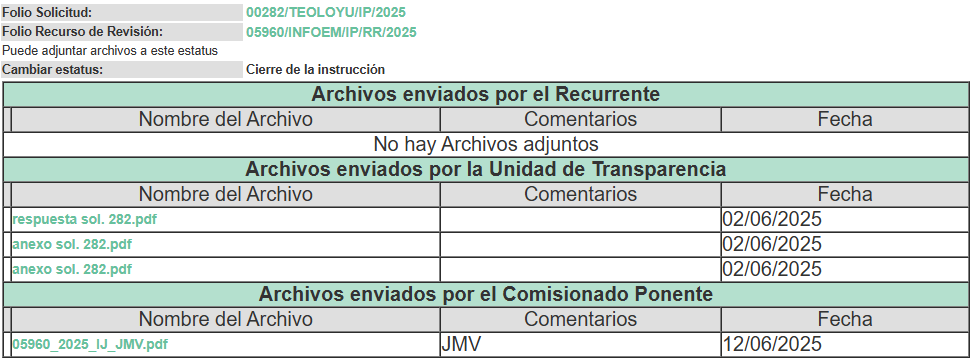 Folio Solicitud: 00282/TEOLOYU/IP/2025
Folio Recurso de Revisión: 05960/INFOEM/IP/RR/2025
Puede adjuntar archivos a este estatus
Cambiar estatus: Cierre de la instrucción
Archivos enviados por el Recurrente
Nombre del Archivo Comentarios Fecha
No hay Archivos adjuntos
Archivos enviados por la Unidad de Transparencia
Nombre del Archivo Comentarios Fecha
respuesta sol. 282.pdf 02/06/2025
anexo sol. 282.pdf 02/06/2025
anexo sol. 282.pdf 02/06/2025
Archivos enviados por el Comisionado Ponente
Nombre del Archivo Comentarios Fecha
05960_2025_IJ_JMV.pdf JMV 12/06/2025